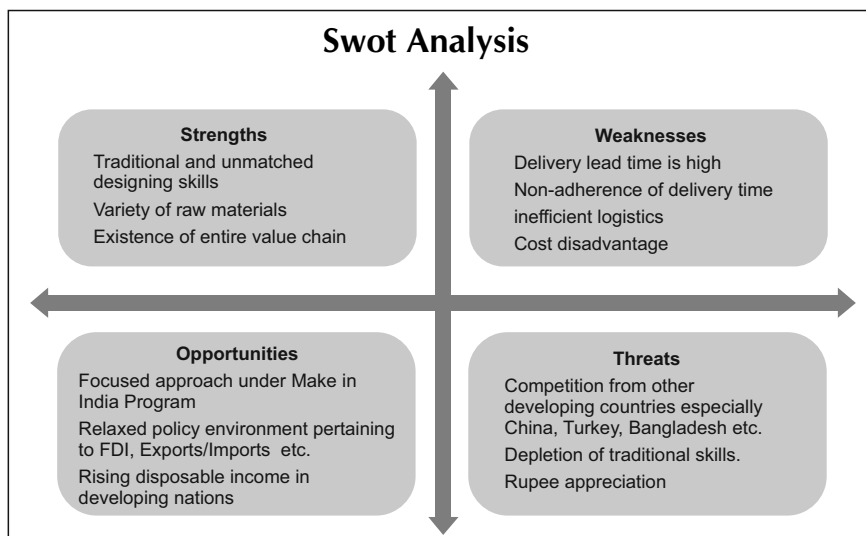 Swot Analysis
Strengths
Traditional and unmatched
designing skills
Variety of raw materials
Existence of entire value chain
Weaknesses
Delivery lead time is high
Non-adherence of delivery time
inefficient logistics
Cost disadvantage
Opportunities
Focused approach under Make in
India Program
Relaxed policy environment pertaining
to FDI, Exports/Imports etc.
Rising disposable income in
developing nations
Threats
Competition from other
developing countries especially
China, Turkey, Bangladesh etc.
Depletion of traditional skills.
Rupee appreciation